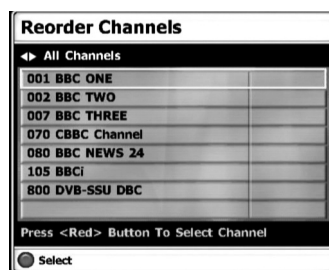 Reorder Channels
All Channels
001 BBC ONE
002 BBC TWO
007 BBC THREE
070 CBBC Channel
080 BBC NEWS 24
105 BBCi
800 DVB-SSU DBC
Press <Red> Button To Select Channel
Select